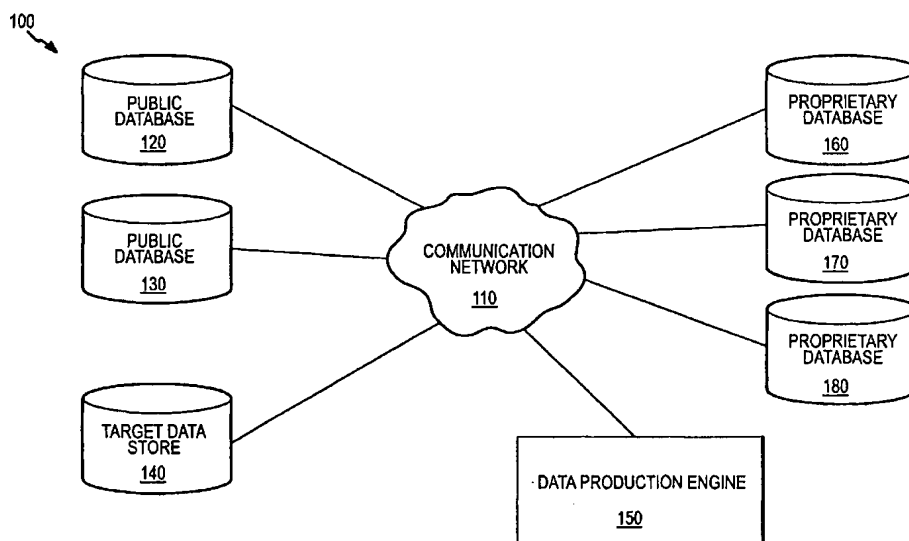 100
PUBLIC
DATABASE
120
PUBLIC
DATABASE
130
TARGET DATA
STORE
140
COMMUNICATION
NETWORK
110
PROPRIETARY
DATABASE
160
PROPRIETARY
DATABASE
170
PROPRIETARY
DATABASE
180
DATA PRODUCTION ENGINE
150